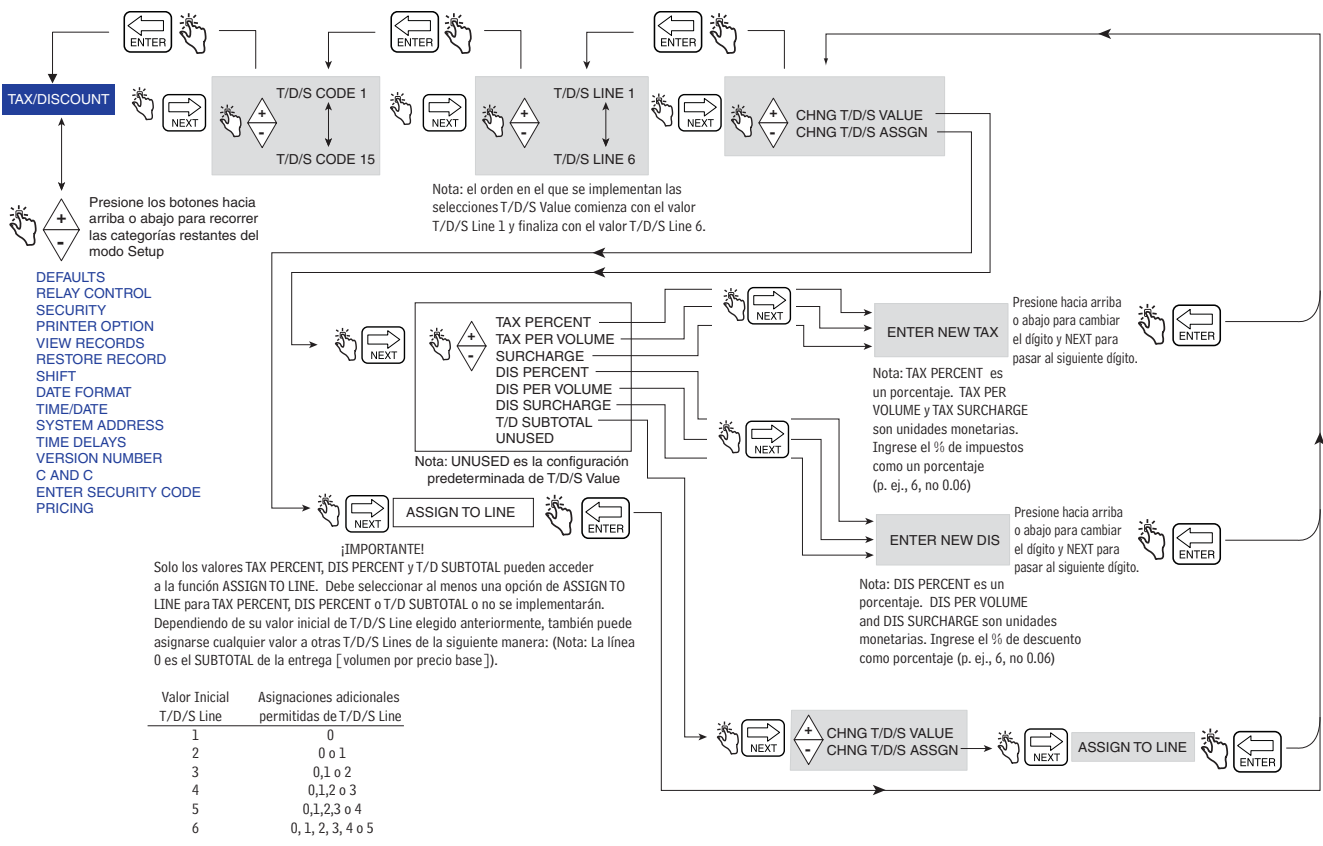 ENTER
ENTER
ENTER
TAX/DISCOUNT
NEXT
+
-
T/D/S CODE 1
T/D/S CODE 15
NEXT
+
-
T/D/S LINE 1
T/D/S LINE 6
NEXT
+
-
CHNG T/D/S VALUE
CHNG T/D/S ASSGN
Nota: el orden en el que se implementan las
selecciones T/D/S Value comienza con el valor
T/D/S Line 1 y finaliza con el valor T/D/S Line 6.
+
-
Presione los botones hacia
arriba o abajo para recorrer
las categorías restantes del
modo Setup
DEFAULTS
RELAY CONTROL
SECURITY
PRINTER OPTION
VIEW RECORDS
RESTORE RECORD
SHIFT
DATE FORMAT
TIME/DATE
SYSTEM ADDRESS
TIME DELAYS
VERSION NUMBER
C AND C
ENTER SECURITY CODE
PRICING
NEXT
+
-
TAX PERCENT
TAX PER VOLUME
SURCHARGE
DIS PERCENT
DIS PER VOLUME
DIS SURCHARGE
T/D SUBTOTAL
UNUSED
Nota: UNUSED es la configuración
predeterminada de T/D/S Value
NEXT
ENTER NEW TAX
Presione hacia arriba
o abajo para cambiar
el dígito y NEXT para
pasar al siguiente dígito.
ENTER
Nota: TAX PERCENT es
un porcentaje. TAX PER
VOLUME y TAX SURCHARGE
son unidades monetarias.
Ingrese el % de impuestos
como un porcentaje
(p. ej., 6, no 0.06)
NEXT
ENTER NEW DIS
Presione hacia arriba
o abajo para cambiar
el dígito y NEXT para
pasar al siguiente dígito.
ENTER
Nota: DIS PERCENT es un
porcentaje. DIS PER VOLUME
and DIS SURCHARGE son unidades
monetarias. Ingrese el % de descuento
como porcentaje (p. ej., 6, no 0.06)
NEXT
ASSIGN TO LINE
ENTER
¡IMPORTANTE!
Solo los valores TAX PERCENT, DIS PERCENT y T/D SUBTOTAL pueden acceder
a la función ASSIGN TO LINE. Debe seleccionar al menos una opción de ASSIGN TO
LINE para TAX PERCENT, DIS PERCENT o T/D SUBTOTAL o no se implementarán.
Dependiendo de su valor inicial de T/D/S Line elegido anteriormente, también puede
asignarse cualquier valor a otras T/D/S Lines de la siguiente manera: (Nota: La línea
0 es el SUBTOTAL de la entrega [volumen por precio base]).
Valor Inicial Asignaciones adicionales
T/D/S Line permitidas de T/D/S Line
1 0
2 0 o 1
3 0,1 o 2
4 0,1,2 o 3
5 0,1,2,3 o 4
6 0, 1, 2, 3, 4 o 5
NEXT
+
-
CHNG T/D/S VALUE
CHNG T/D/S ASSGN
NEXT
ASSIGN TO LINE
ENTER